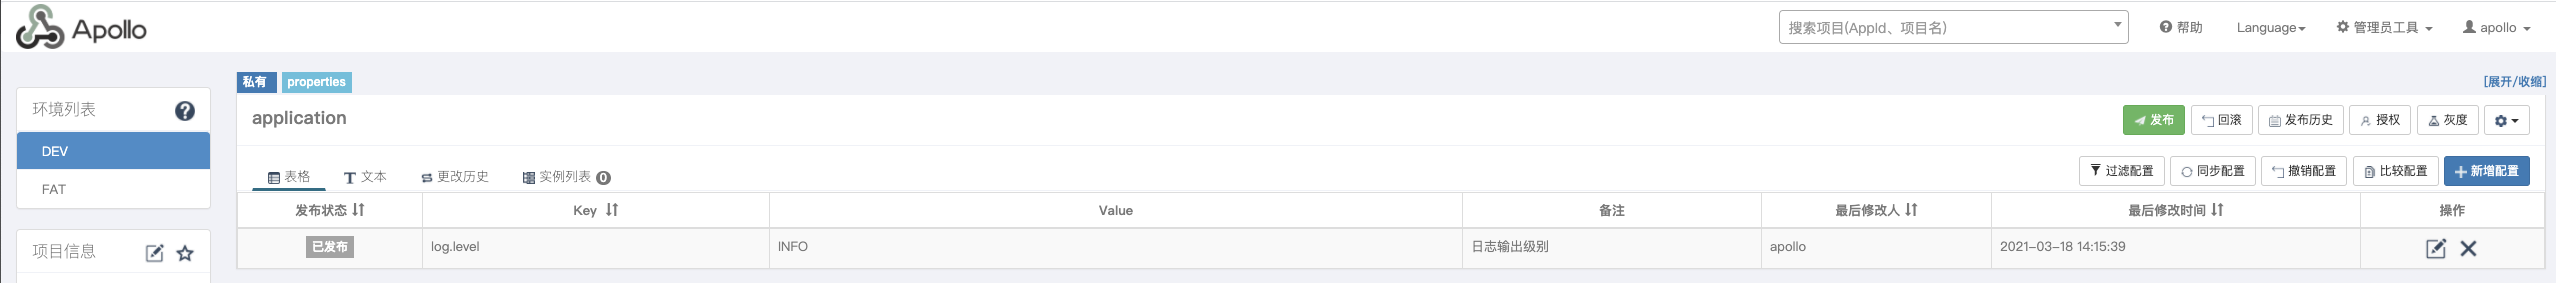 Apollo
搜索项目(AppId、项目名)
帮助
Language
管理员工具
apollo
环境列表
DEV
FAT
项目信息
私有 properties
[展开/收缩]
application
发布 回滚 发布历史 授权 灰度
表格 文本 更改历史 实例列表 0
过滤配置 同步配置 撤销配置 比较配置 新增配置
发布状态 Key Value 备注 最后修改人 最后修改时间 操作
已发布 log.level INFO 日志输出级别 apollo 2021-03-18 14:15:39